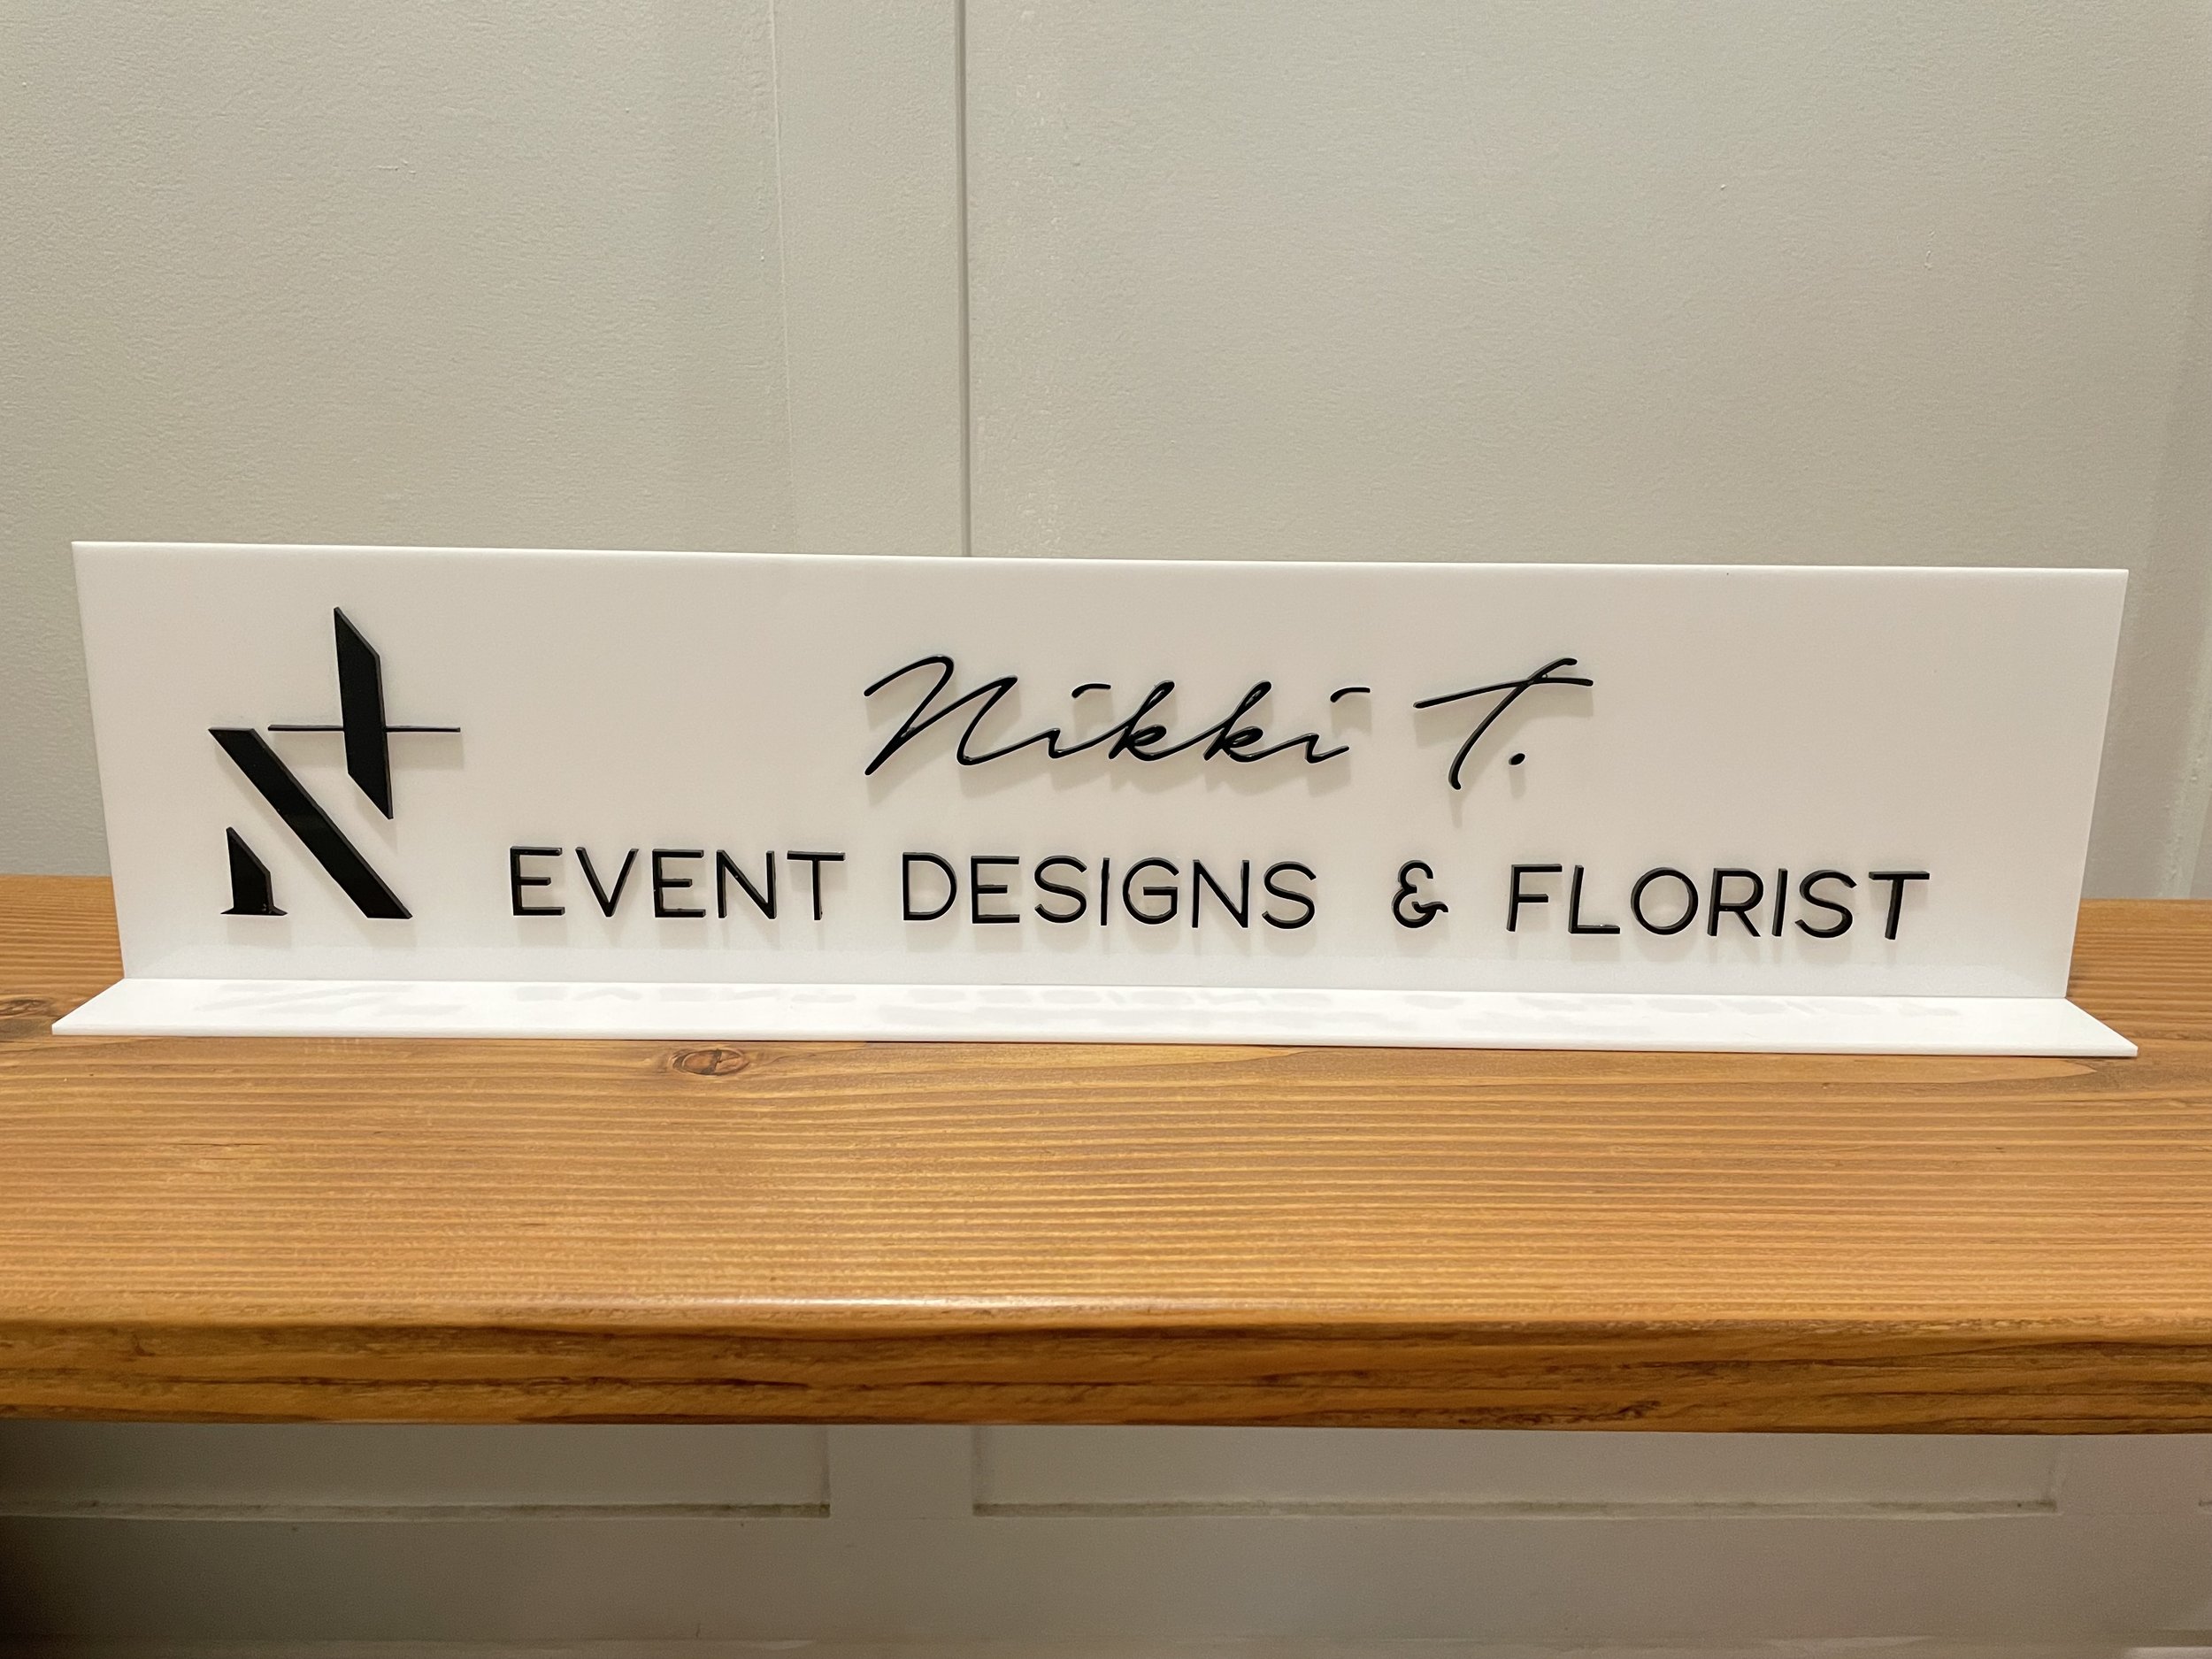 Nikki T.
EVENT DESIGNS & FLORIST